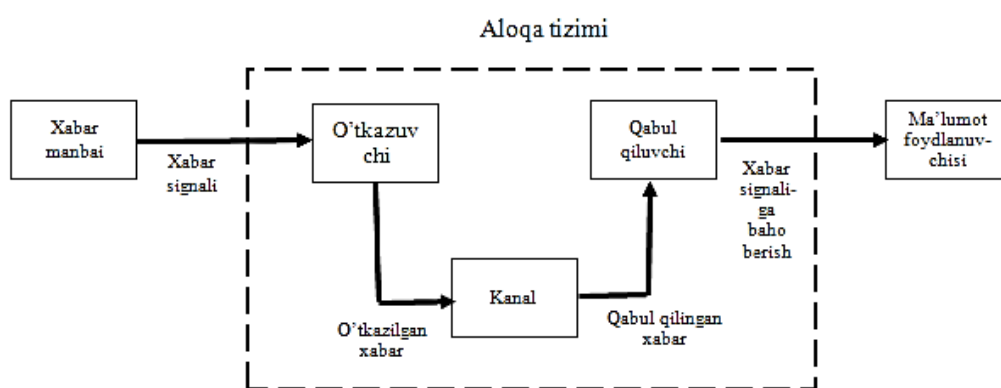 Aloqa tizimi
Xabar
manbai
Xabar
signali
O’tkazuv
chi
O’tkazilgan
xabar
Kanal
Qabul qilingan
xabar
Qabul
qiluvchi
Xabar
signali-
ga
baho
berish
Ma’lumot
foydlanuv-
chisi